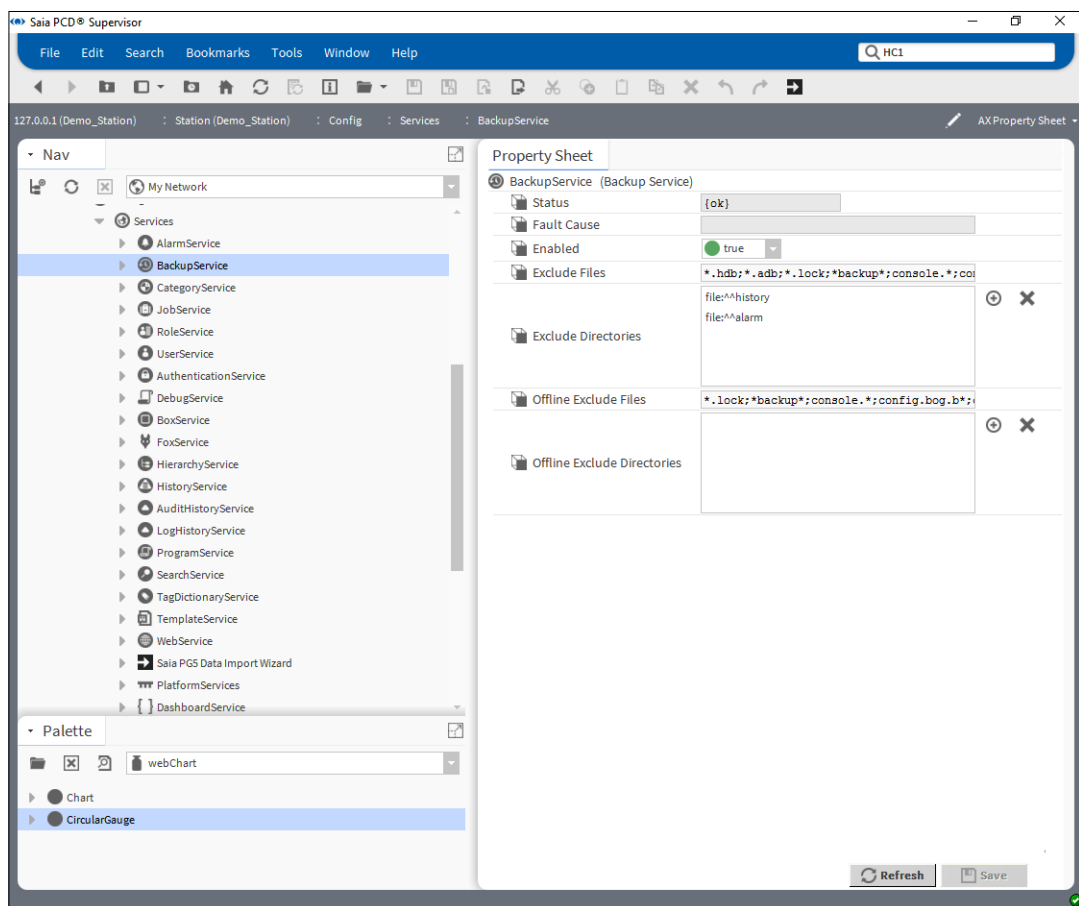 Saia PCD® Supervisor
File Edit Search Bookmarks Tools Window Help
HC1
127.0.0.1 (Demo_Station) : Station (Demo_Station) : Config : Services : BackupService
AX Property Sheet
Nav
My Network
Services
AlarmService
BackupService
CategoryService
JobService
RoleService
UserService
AuthenticationService
DebugService
BoxService
FoxService
HierarchyService
HistoryService
AuditHistoryService
LogHistoryService
ProgramService
SearchService
TagDictionaryService
TemplateService
WebService
Saia PG5 Data Import Wizard
PlatformServices
DashboardService
Palette
webChart
Chart
CircularGauge
Property Sheet
BackupService (Backup Service)
Status {ok}
Fault Cause
Enabled true
Exclude Files *.hdb;*.adb;*.lock;*backup*;console.*;co
Exclude Directories
file:^^history
file:^^alarm
Offline Exclude Files *.lock;*backup*;console.*;config.bog.b*;
Offline Exclude Directories
Refresh Save